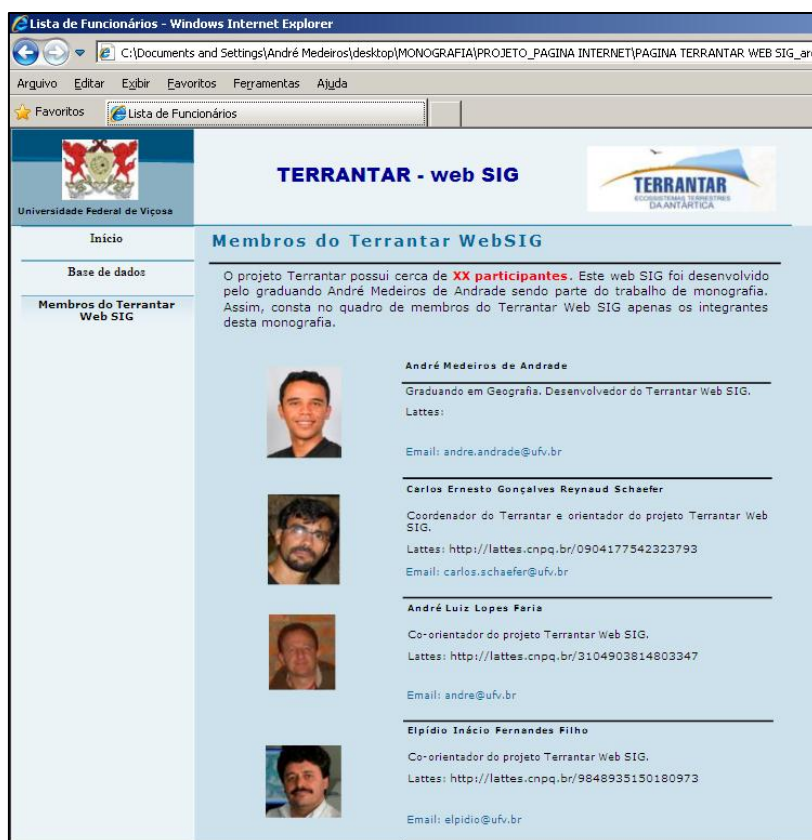 Lista de Funcionários - Windows Internet Explorer
C:\Documents and Settings\André Medeiros\desktop\MONOGRAFIA\PROJETO_PAGINA INTERNET\PAGINA TERRANTAR WEB SIG_ar
Arquivo Editar Exibir Favoritos Ferramentas Ajuda
Favoritos Lista de Funcionários
Universidade Federal de Viçosa
TERRANTAR - web SIG
TERRANTAR
ECOSSISTEMAS TERRESTRES
DA ANTÁRTICA
Início
Base de dados
Membros do Terrantar
Web SIG
Membros do Terrantar WebSIG
O projeto Terrantar possui cerca de XX participantes. Este web SIG foi desenvolvido
pelo graduando André Medeiros de Andrade sendo parte do trabalho de monografia.
Assim, consta no quadro de membros do Terrantar Web SIG apenas os integrantes
desta monografia.
André Medeiros de Andrade
Graduando em Geografia. Desenvolvedor do Terrantar Web SIG.
Lattes:
Email: andre.andrade@ufv.br
Carlos Ernesto Gonçalves Reynaud Schaefer
Coordenador do Terrantar e orientador do projeto Terrantar Web
SIG.
Lattes: http://lattes.cnpq.br/0904177542323793
Email: carlos.schaefer@ufv.br
André Luiz Lopes Faria
Co-orientador do projeto Terrantar Web SIG.
Lattes: http://lattes.cnpq.br/3104903814803347
Email: andre@ufv.br
Elpídio Inácio Fernandes Filho
Co-orientador do projeto Terrantar Web SIG.
Lattes: http://lattes.cnpq.br/9848935150180973
Email: elpidio@ufv.br